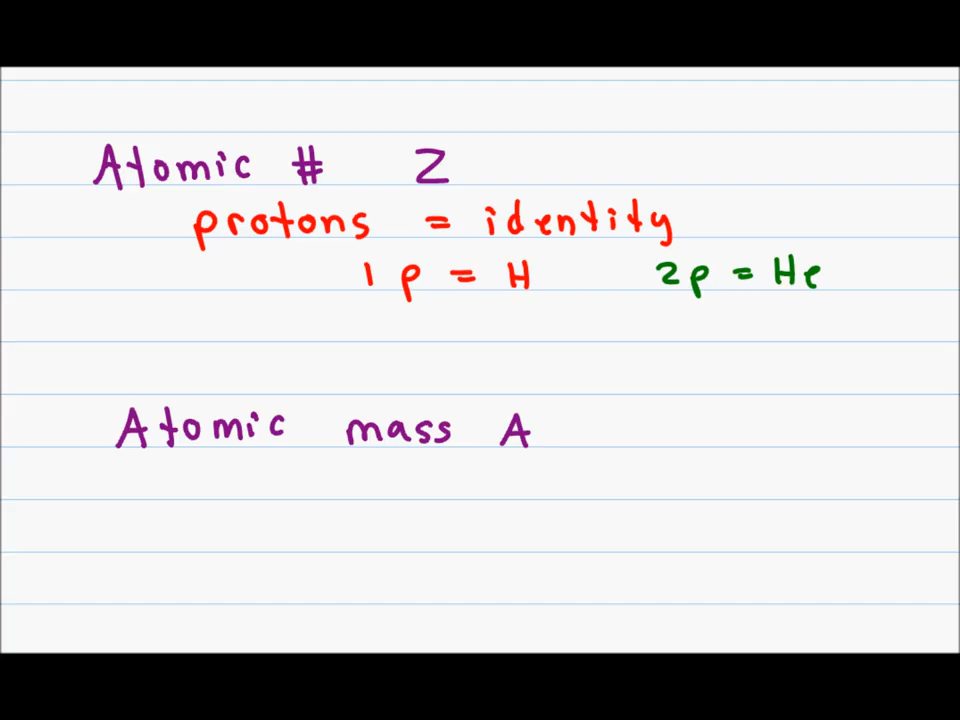 Atomic # Z
protons = identity
1 p = H 2p = He
Atomic mass A